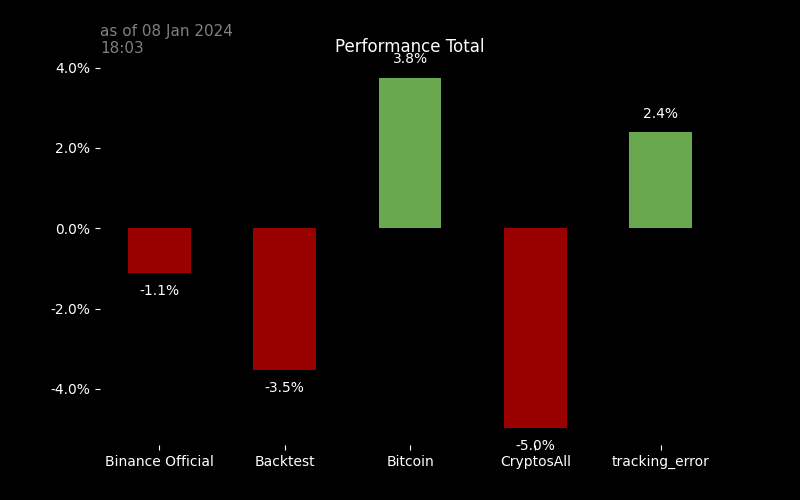 as of 08 Jan 2024
18:03
Performance Total
4.0%
2.0%
0.0%
-2.0%
-4.0%
-1.1%
-3.5%
3.8%
-5.0%
2.4%
Binance Official
Backtest
Bitcoin
CryptosAll
tracking_error